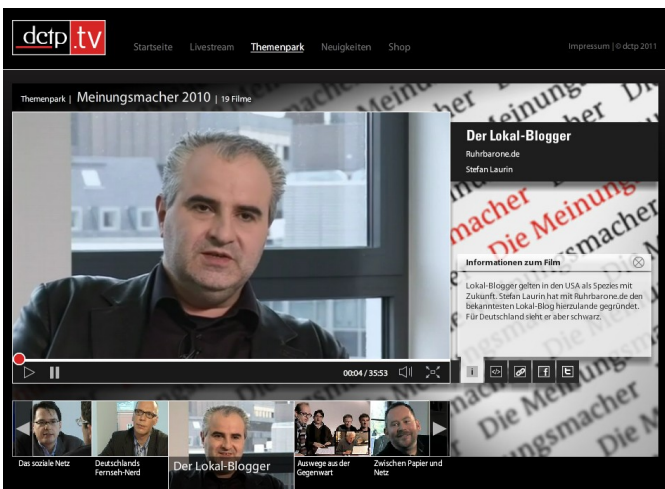 dctp.tv
Startseite Livestream Themenpark Neuigkeiten Shop
Impressum | © dctp 2011
Themenpark | Meinungsmacher 2010 | 19 Filme
Der Lokal-Blogger
Ruhrbarone.de
Stefan Laurin
macher
Die Meinungsmacher
Informationen zum Film
Lokal-Blogger gelten in den USA als Spezies mit
Zukunft. Stefan Laurin hat mit Ruhrbarone.de den
bekanntesten Lokal-Blog hierzulande gegründet.
Für Deutschland sieht er aber schwarz.
00:04 / 35:53
Das soziale Netz
Deutschlands
Fernseh-Nerd
Der Lokal-Blogger
Auswege aus der
Gegenwart
Zwischen Papier und
Netz